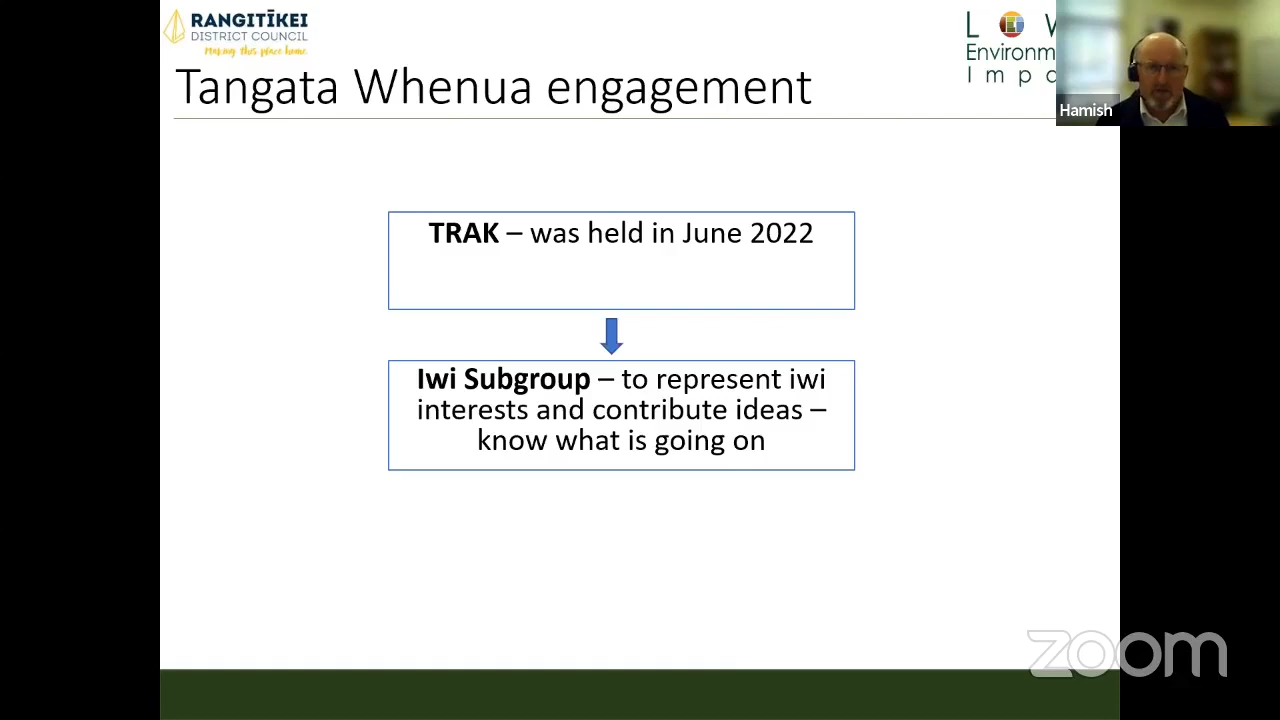 RANGITĪKEI
DISTRICT COUNCIL
Making this place home
Tangata Whenua engagement
L W
Environm
Imp
Hamish
TRAK – was held in June 2022
Iwi Subgroup – to represent iwi
interests and contribute ideas –
know what is going on
zoom